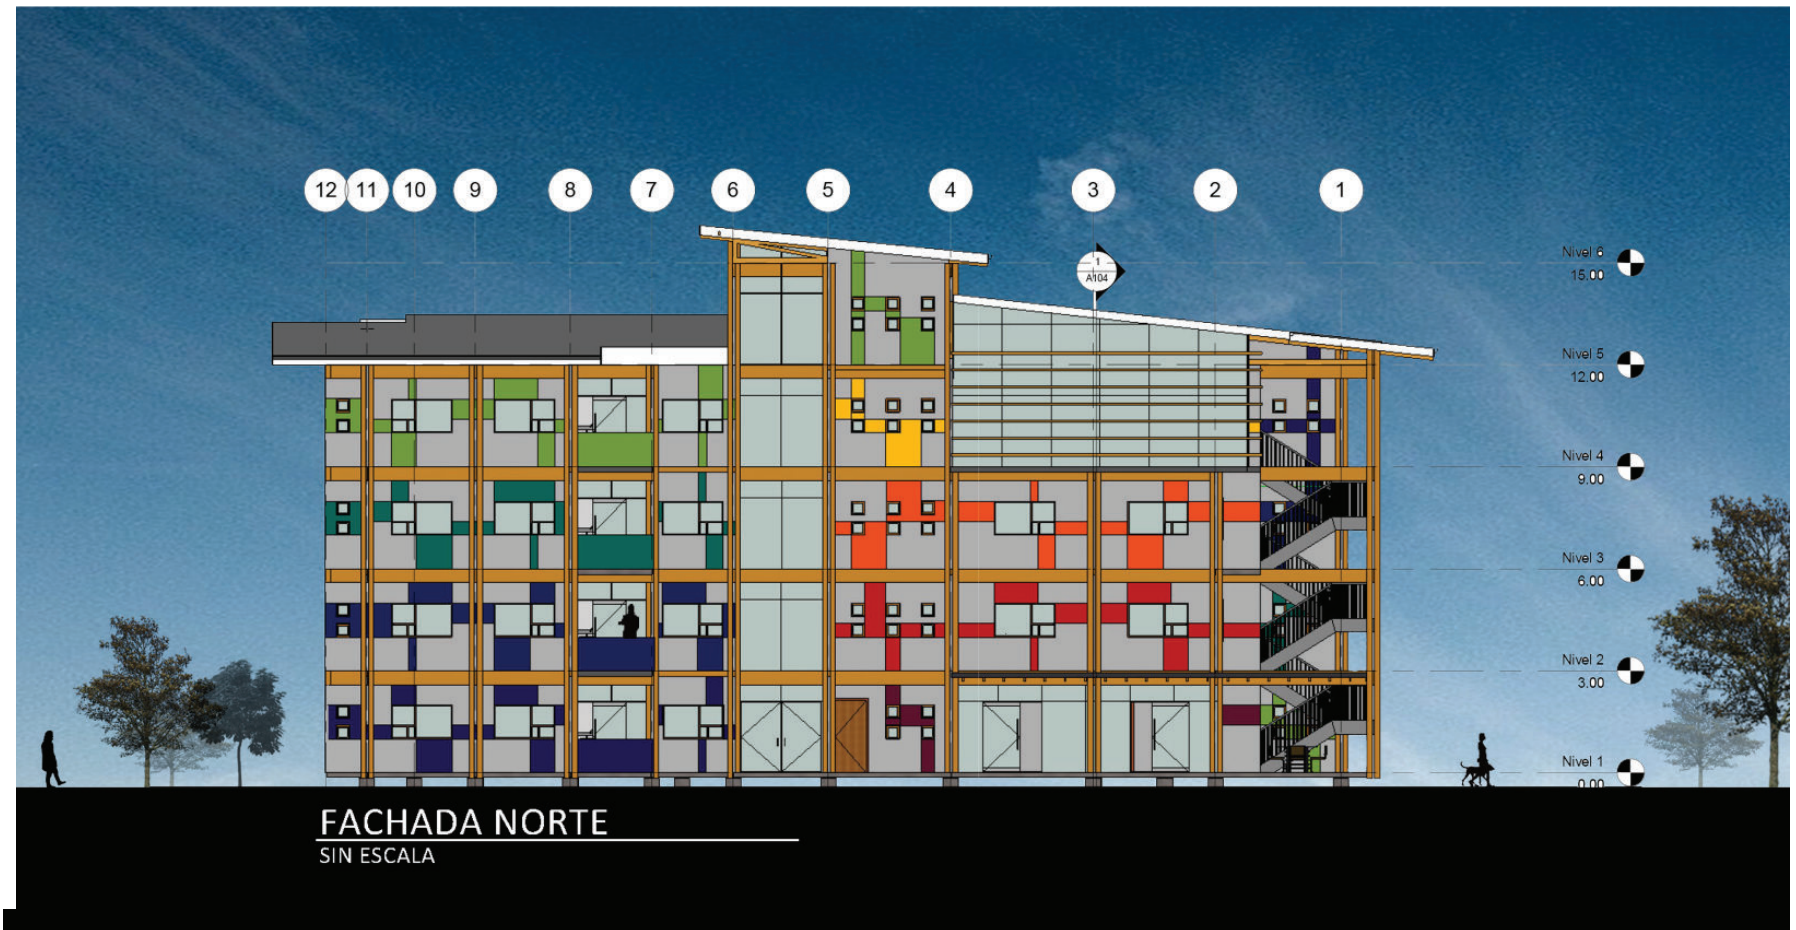 12 11 10 9 8 7 6 5 4 3 2 1
1
A104
Nivel 6
15.00
Nivel 5
12.00
Nivel 4
9.00
Nivel 3
6.00
Nivel 2
3.00
Nivel 1
0.00
FACHADA NORTE
SIN ESCALA